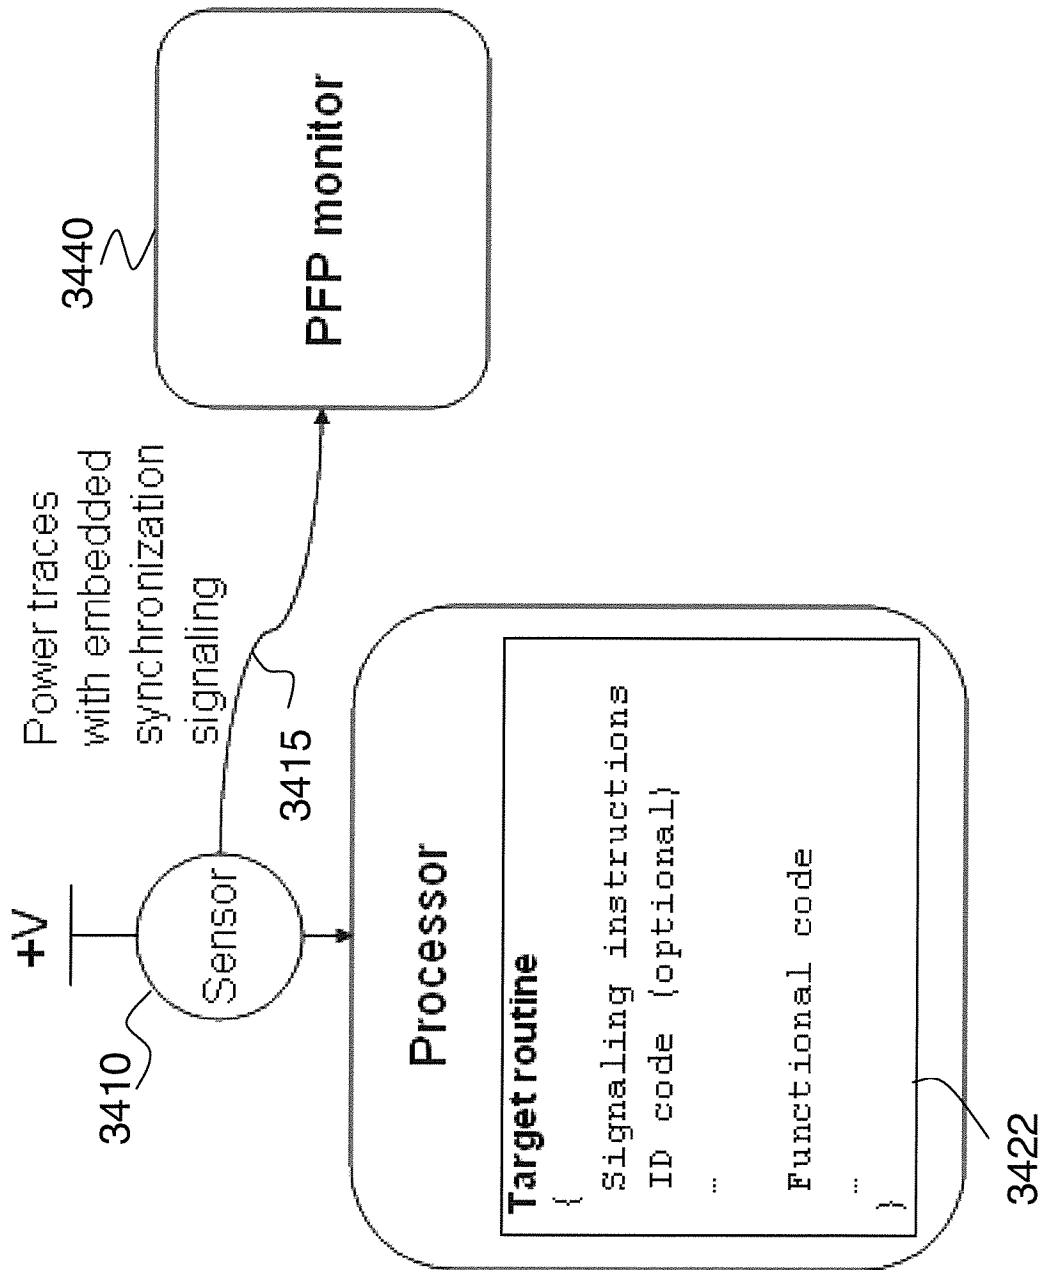 +V
3410
Sensor
Power traces
with embedded
synchronization
signaling
3415
3440
PFP monitor
Processor
Target routine
{
Signaling instructions
ID code (optional)
…
Functional code
…
}
3422